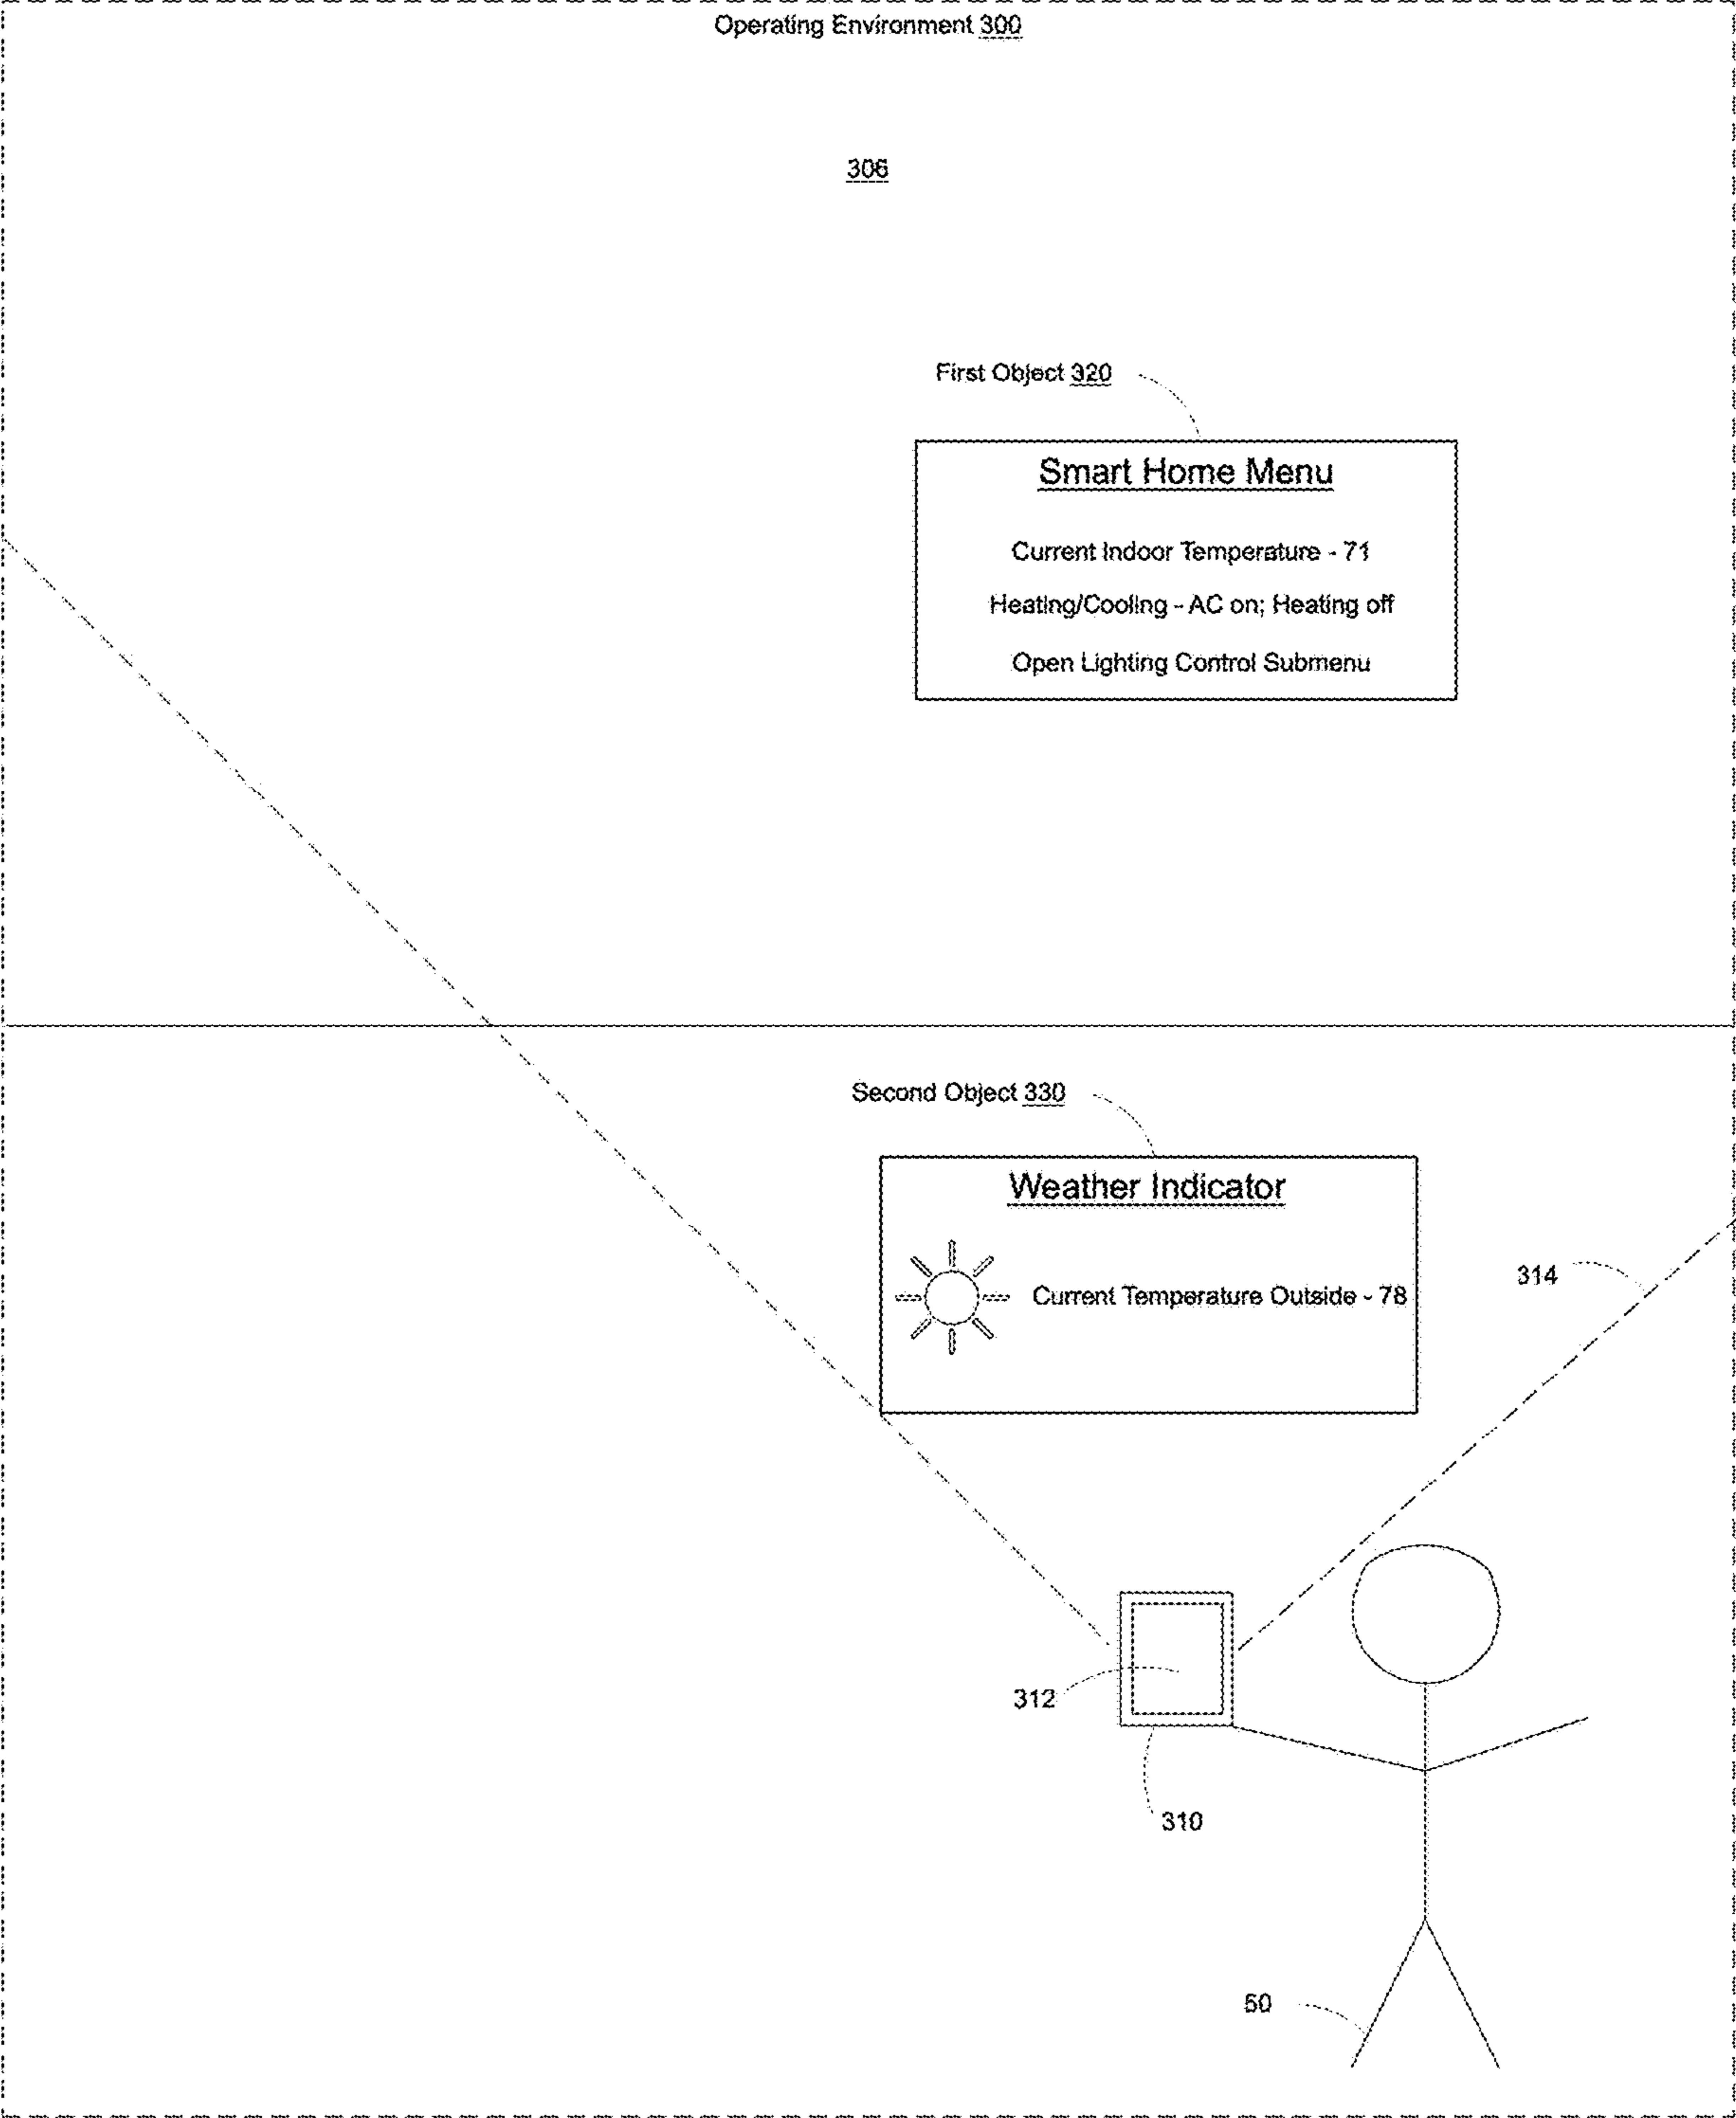 Operating Environment 300
306
First Object 320
Smart Home Menu
Current Indoor Temperature - 71
Heating/Cooling - AC on; Heating off
Open Lighting Control Submenu
Second Object 330
Weather Indicator
314
Current Temperature Outside - 78
312
310
50